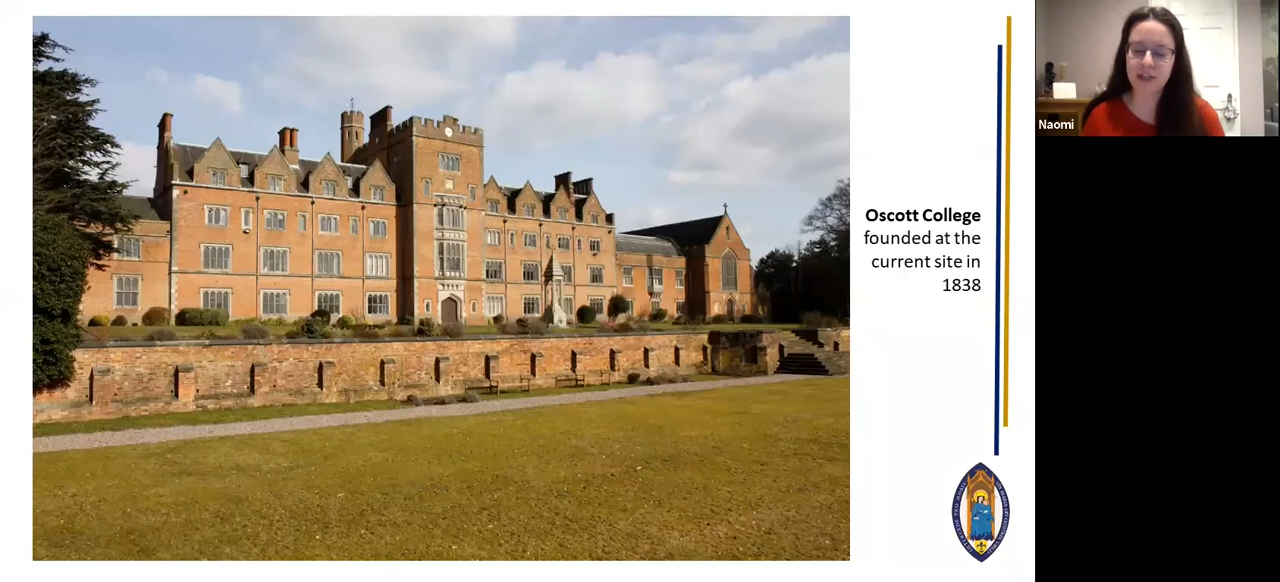 Oscott College
founded at the
current site in
1838
Naomi